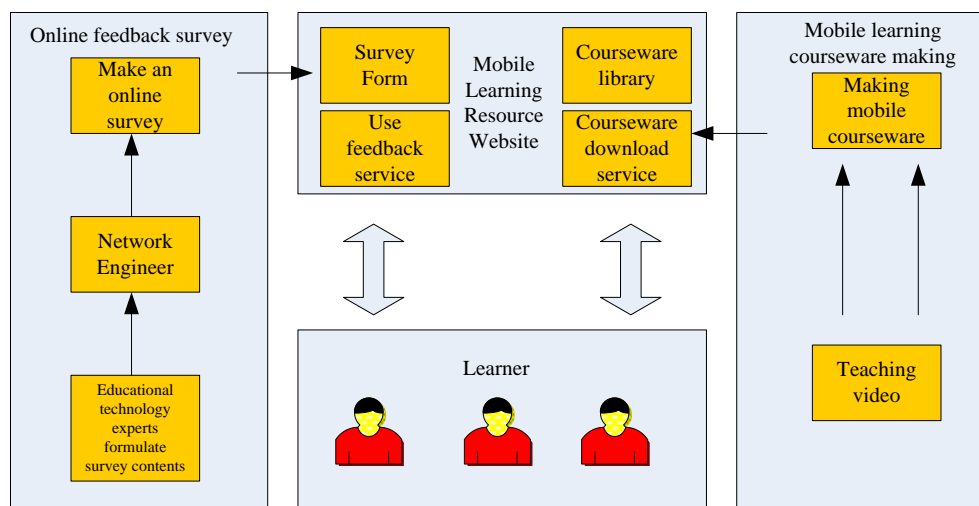 Online feedback survey
Make an
online
survey
Network
Engineer
Educational
technology
experts
formulate
survey contents
Survey
Form
Use
feedback
service
Mobile
Learning
Resource
Website
Courseware
library
Courseware
download
service
Learner
Mobile learning
courseware making
Making
mobile
courseware
Teaching
video